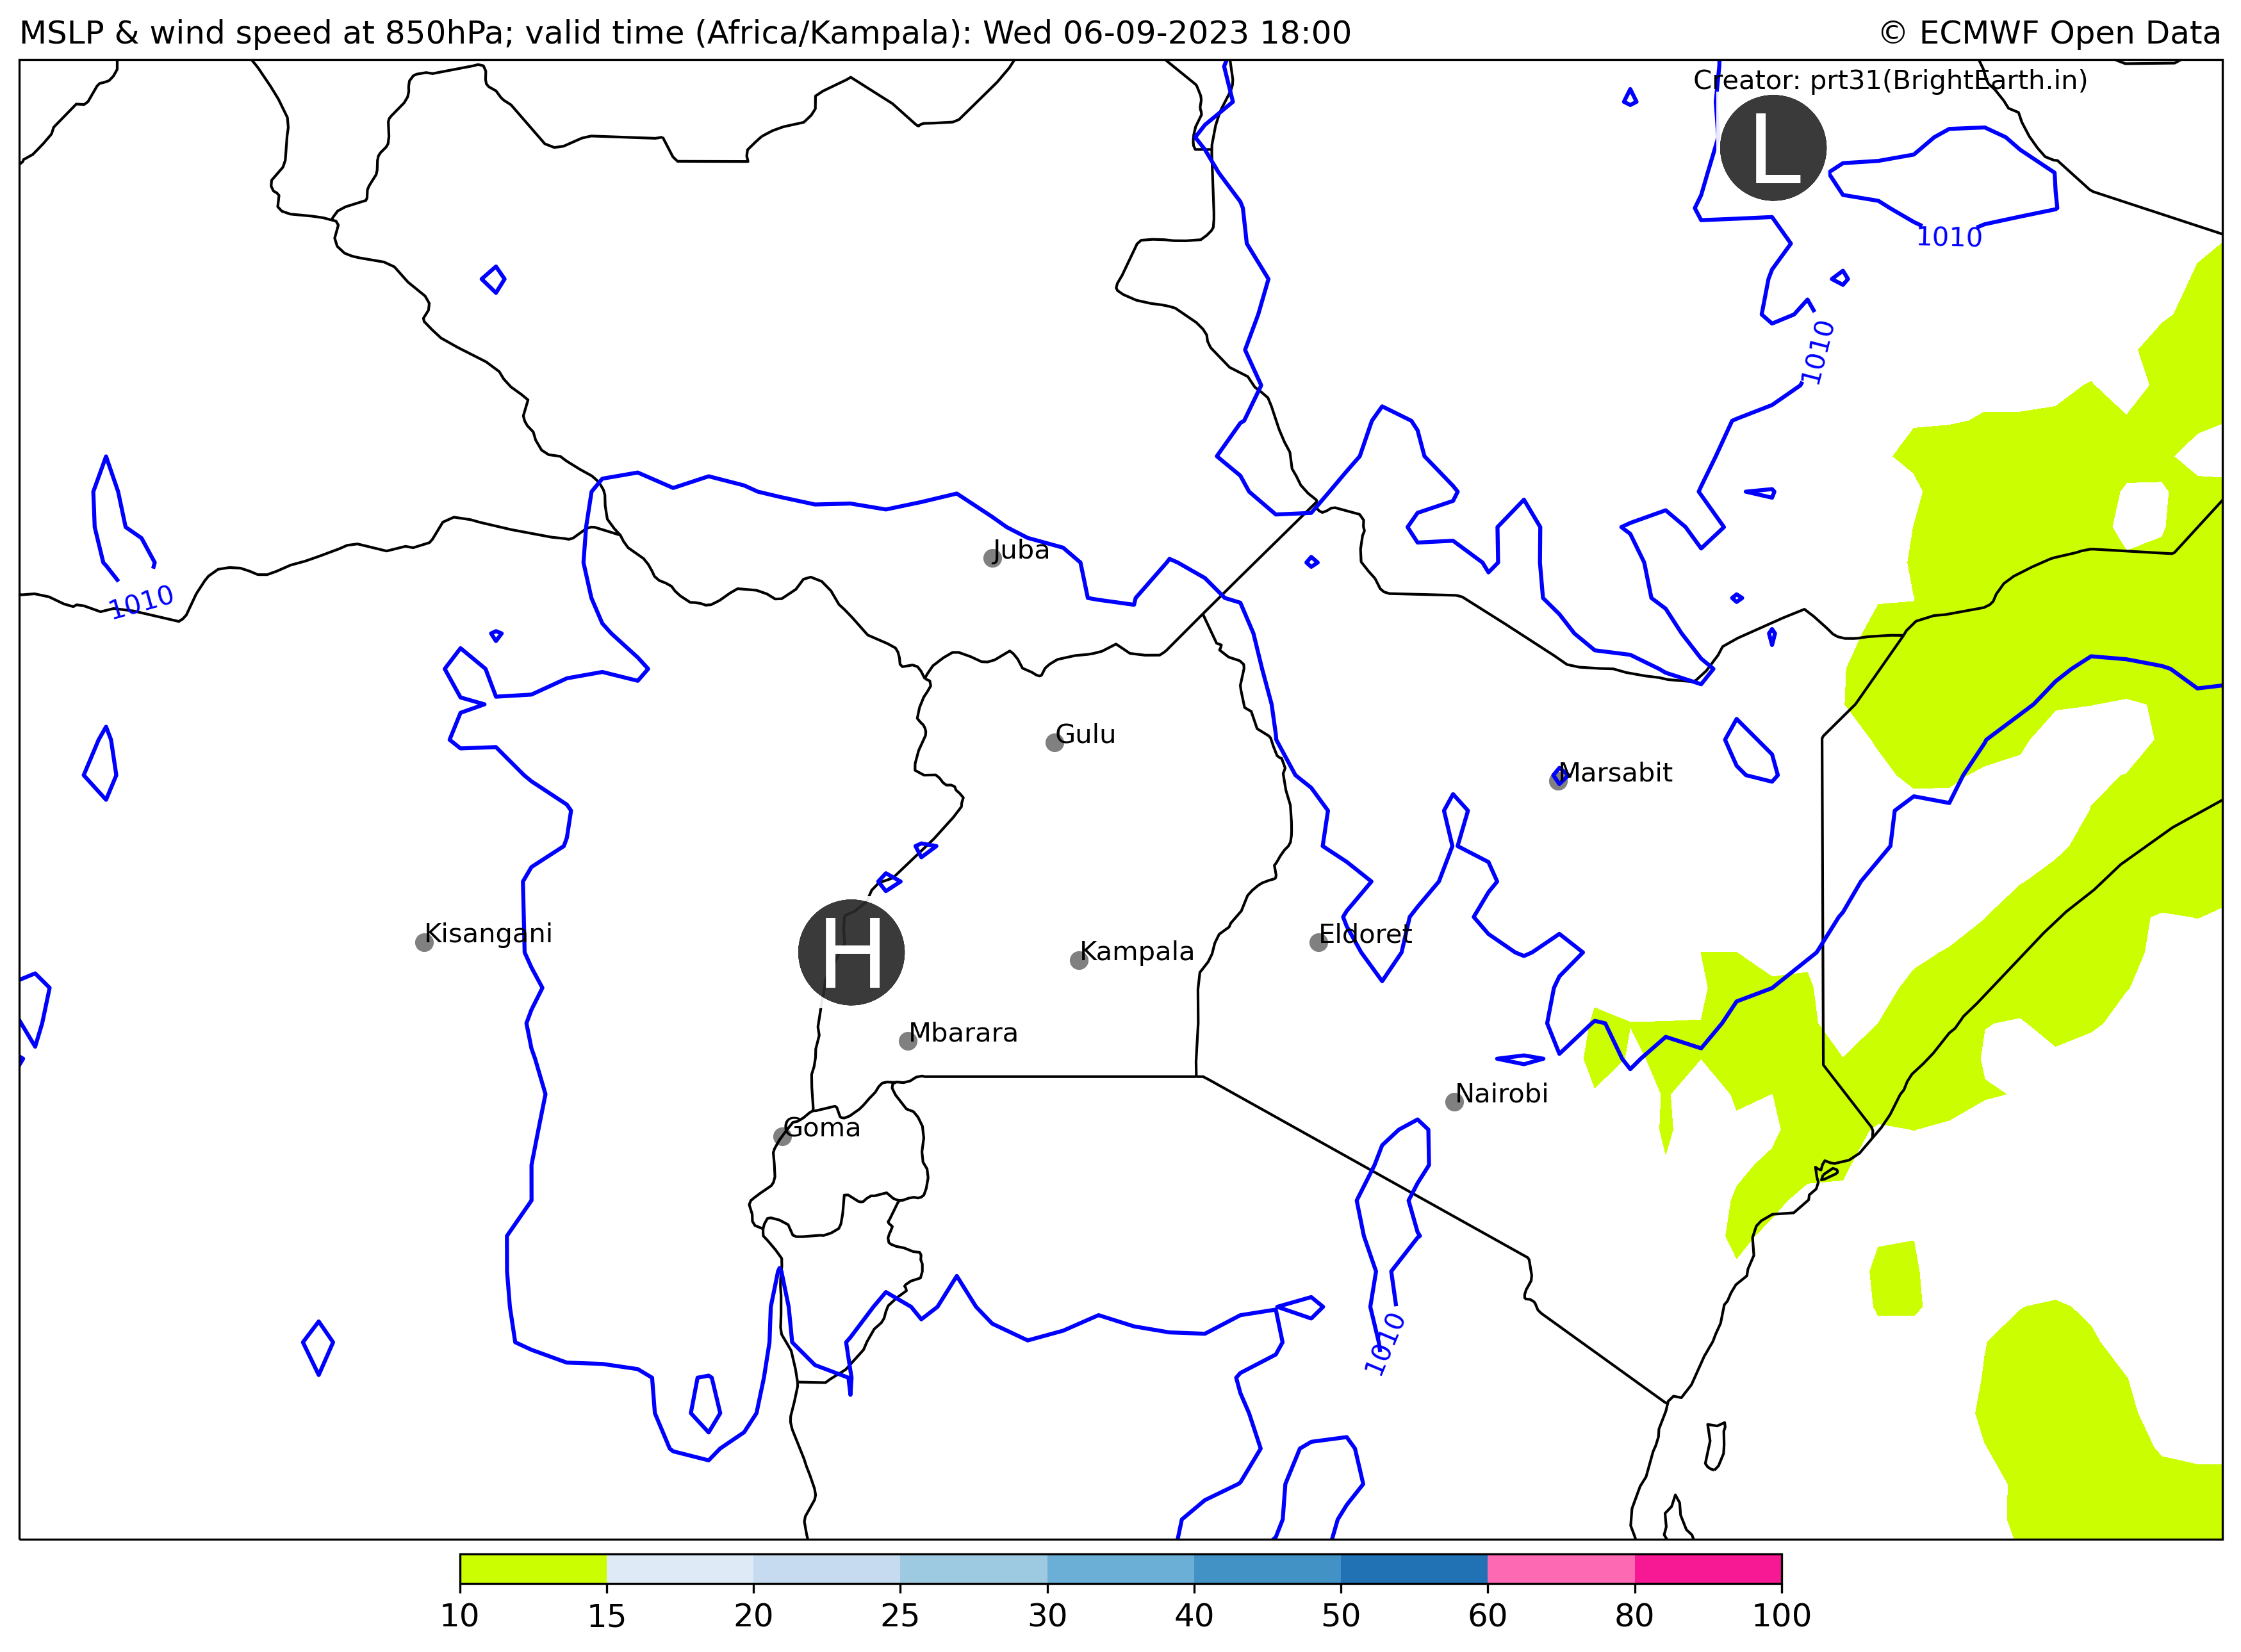 MSLP & wind speed at 850hPa; valid time (Africa/Kampala): Wed 06-09-2023 18:00
© ECMWF Open Data
Creator: prt31(BrightEarth.in)
L
1010
1010
Juba
1010
Gulu
Marsabit
Kisangani
H
Eldoret
Kampala
Mbarara
Nairobi
Goma
1010
10 15 20 25 30 40 50 60 80 100